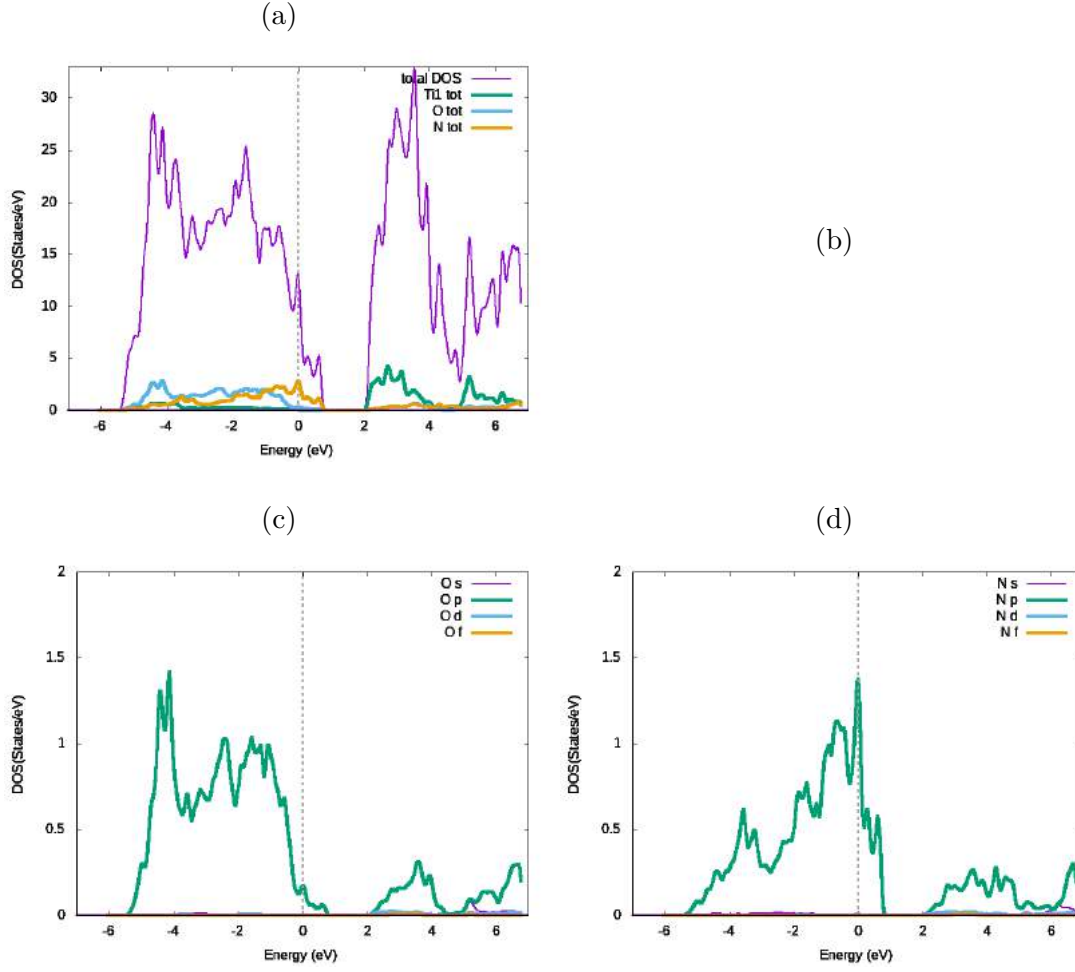 (a)
total DOS
Ti1 tot
O tot
N tot
30
25
20
15
10
5
0
DOS(States/eV)
-6 -4 -2 0 2 4 6
Energy (eV)
(b)
(c)
O s
O p
O d
O f
2
1.5
1
0.5
0
DOS(States/eV)
-6 -4 -2 0 2 4 6
Energy (eV)
(d)
N s
N p
N d
N f
2
1.5
1
0.5
0
DOS(States/eV)
-6 -4 -2 0 2 4 6
Energy (eV)